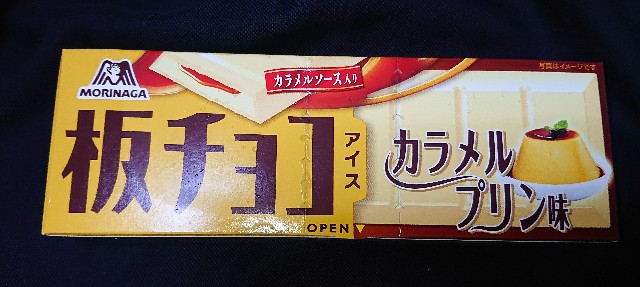 写真はイメージです
カラメルソース入り
MORINAGA
板チョコ
アイス
カラメル
プリン味
OPEN